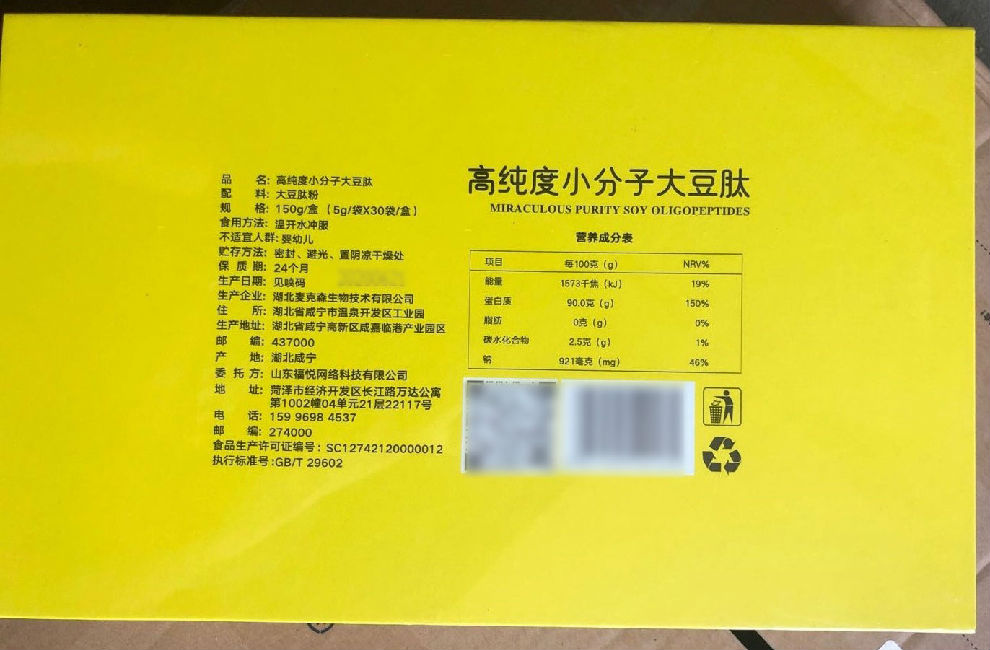 品 名: 高纯度小分子大豆肽
配 料: 大豆肽粉
规 格: 150g/盒（5g/袋X30袋/盒）
食用方法: 温开水冲服
不适宜人群: 婴幼儿
贮存方法: 密封、避光、置阴凉干燥处
保 质 期: 24个月
生产日期: 见喷码
生产企业: 湖北麦克森生物技术有限公司
住 所: 湖北省咸宁市温泉开发区工业园
生产地址: 湖北省咸宁高新区咸嘉临港产业园区
邮 编: 437000
产 地: 湖北咸宁
委 托 方: 山东福悦网络科技有限公司
地 址: 菏泽市经济开发区长江路万达公寓
第1002幢04单元21层22117号
电 话: 159 9698 4537
邮 编: 274000
食品生产许可证编号: SC12742120000012
执行标准号:GB/T 29602
高纯度小分子大豆肽
MIRACULOUS PURITY SOY OLIGOPEPTIDES
营养成分表
项目 每100克（g） NRV%
能量 1573千焦（kJ） 19%
蛋白质 90.0克（g） 150%
脂肪 0克（g） 0%
碳水化合物 2.5克（g） 1%
钠 921毫克（mg） 46%